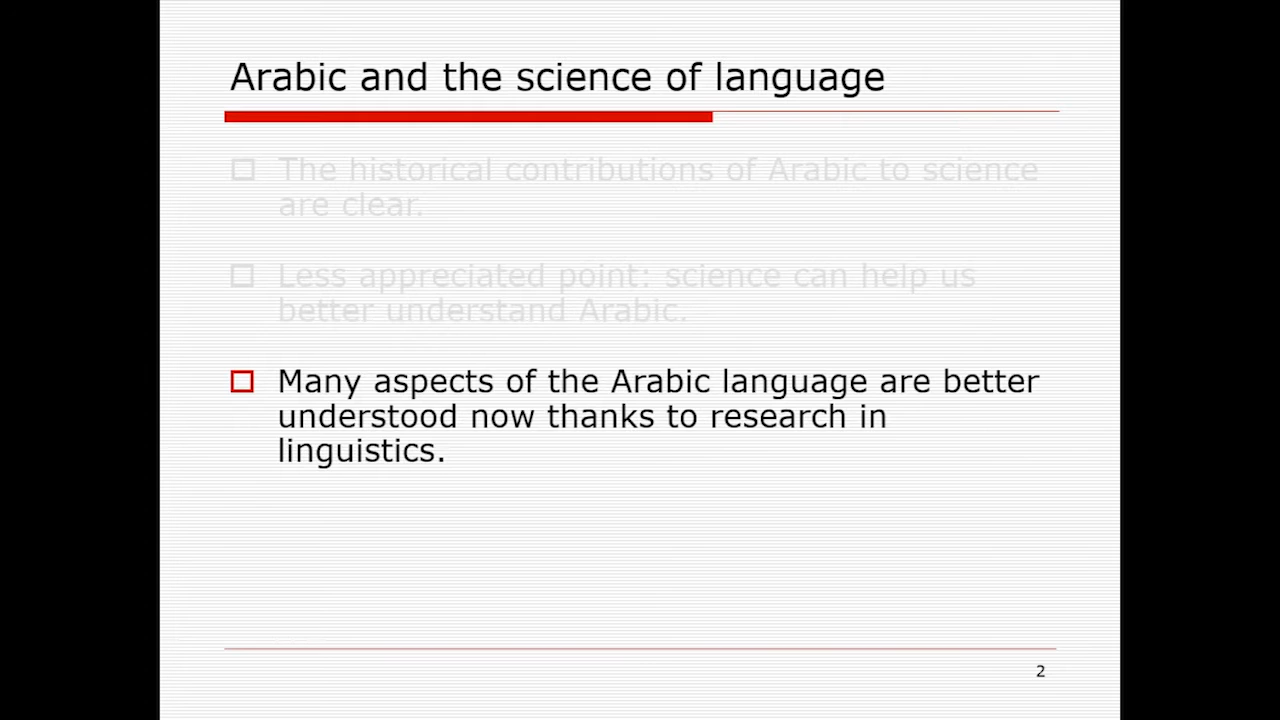 Arabic and the science of language
The historical contributions of Arabic to science
are clear.
Less appreciated point: science can help us
better understand Arabic.
Many aspects of the Arabic language are better
understood now thanks to research in
linguistics.
2